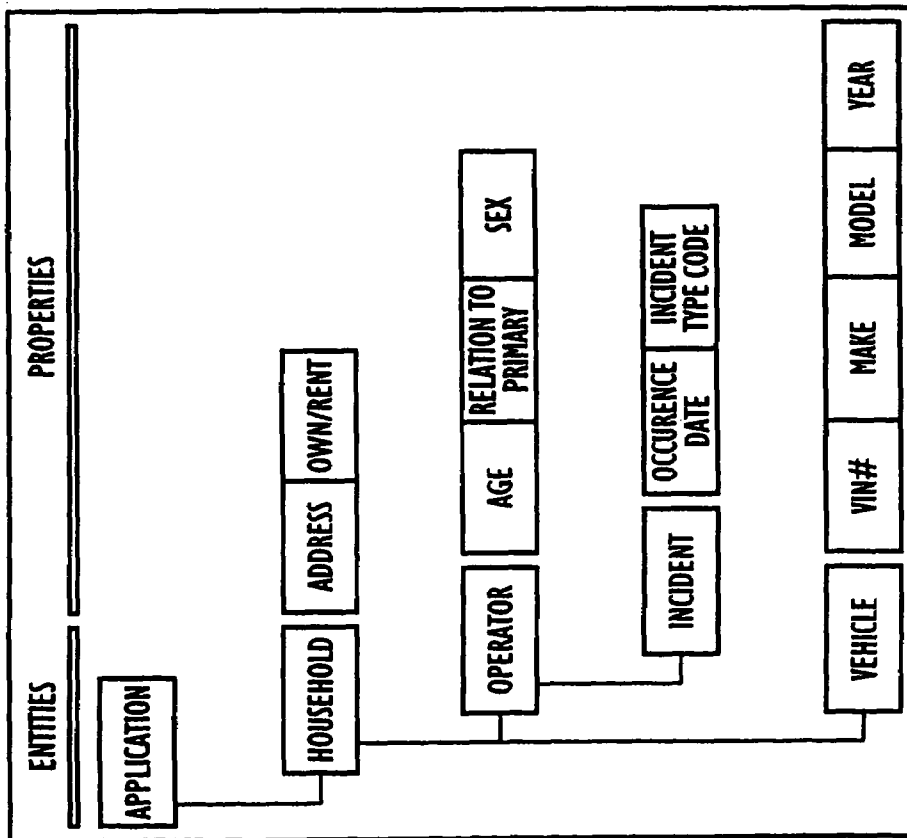 ENTITIES
PROPERTIES
APPLICATION
HOUSEHOLD
ADDRESS
OWN/RENT
OPERATOR
AGE
RELATION TO
PRIMARY
SEX
INCIDENT
OCCURENCE
DATE
INCIDENT
TYPE CODE
VEHICLE
VIN#
MAKE
MODEL
YEAR